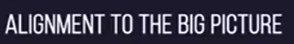 ALIGNMENT TO THE BIG PICTURE